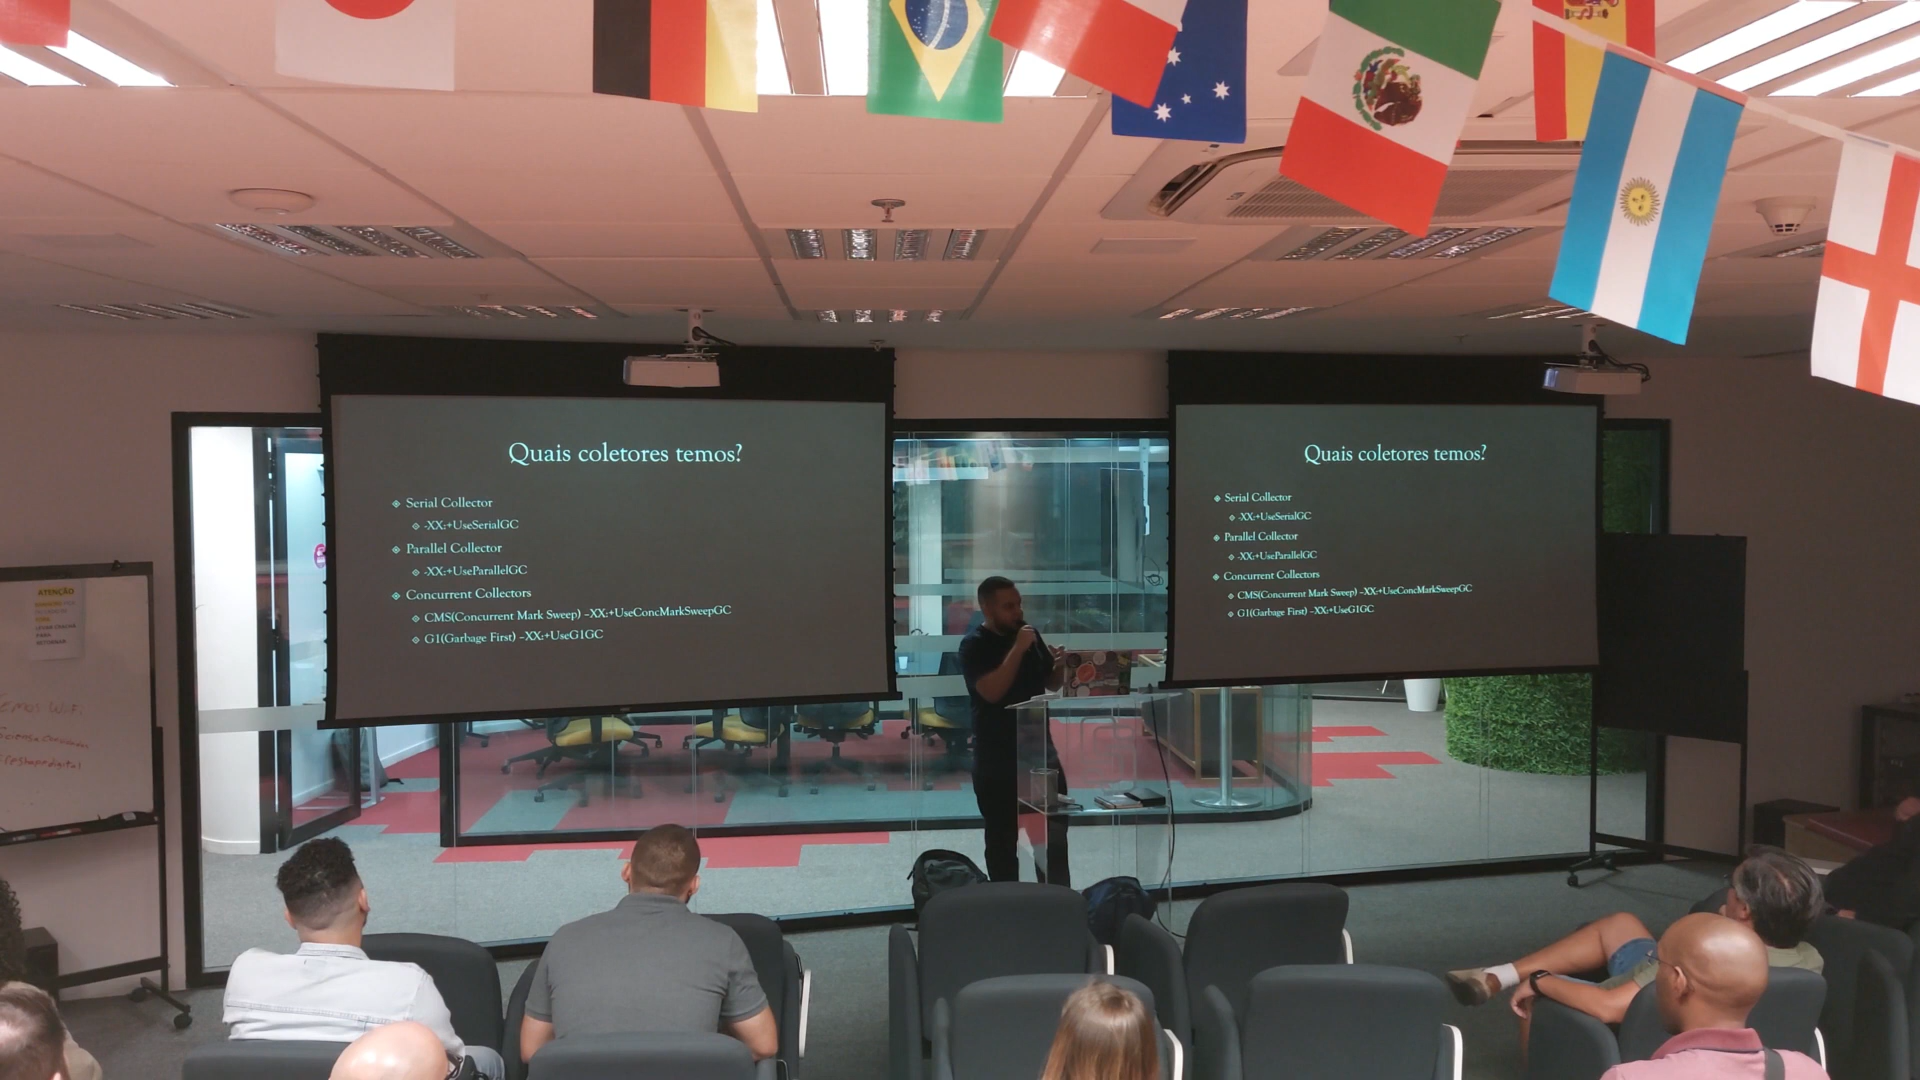 Quais coletores temos?
Serial Collector
-XX:+UseSerialGC
Parallel Collector
-XX:+UseParallelGC
Concurrent Collectors
CMS(Concurrent Mark Sweep) –XX:+UseConcMarkSweepGC
G1(Garbage First) –XX:+UseG1GC
Quais coletores temos?
Serial Collector
-XX:+UseSerialGC
Parallel Collector
-XX:+UseParallelGC
Concurrent Collectors
CMS(Concurrent Mark Sweep) –XX:+UseConcMarkSweepGC
G1(Garbage First) –XX:+UseG1GC
ATENÇÃO
PARA